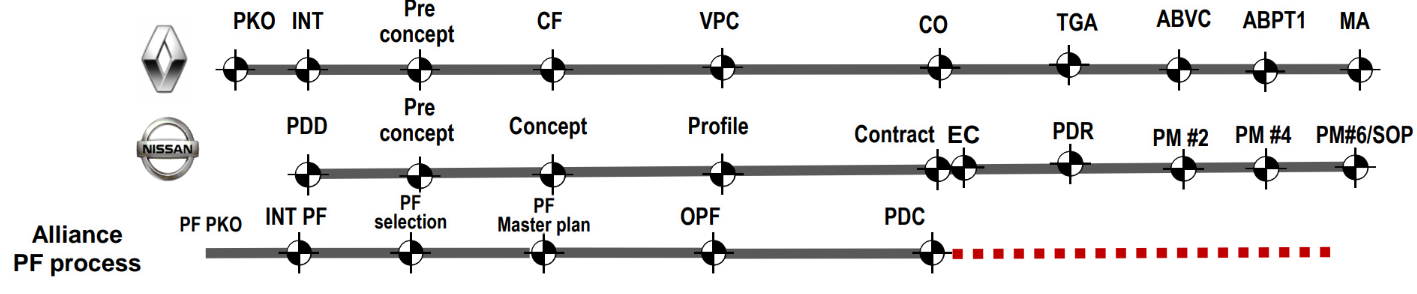 PKO INT Pre concept CF VPC CO TGA ABVC ABPT1 MA
NISSAN
PDD Pre concept Concept Profile Contract EC PDR PM #2 PM #4 PM#6/SOP
Alliance
PF process
PF PKO INT PF PF selection PF Master plan OPF PDC